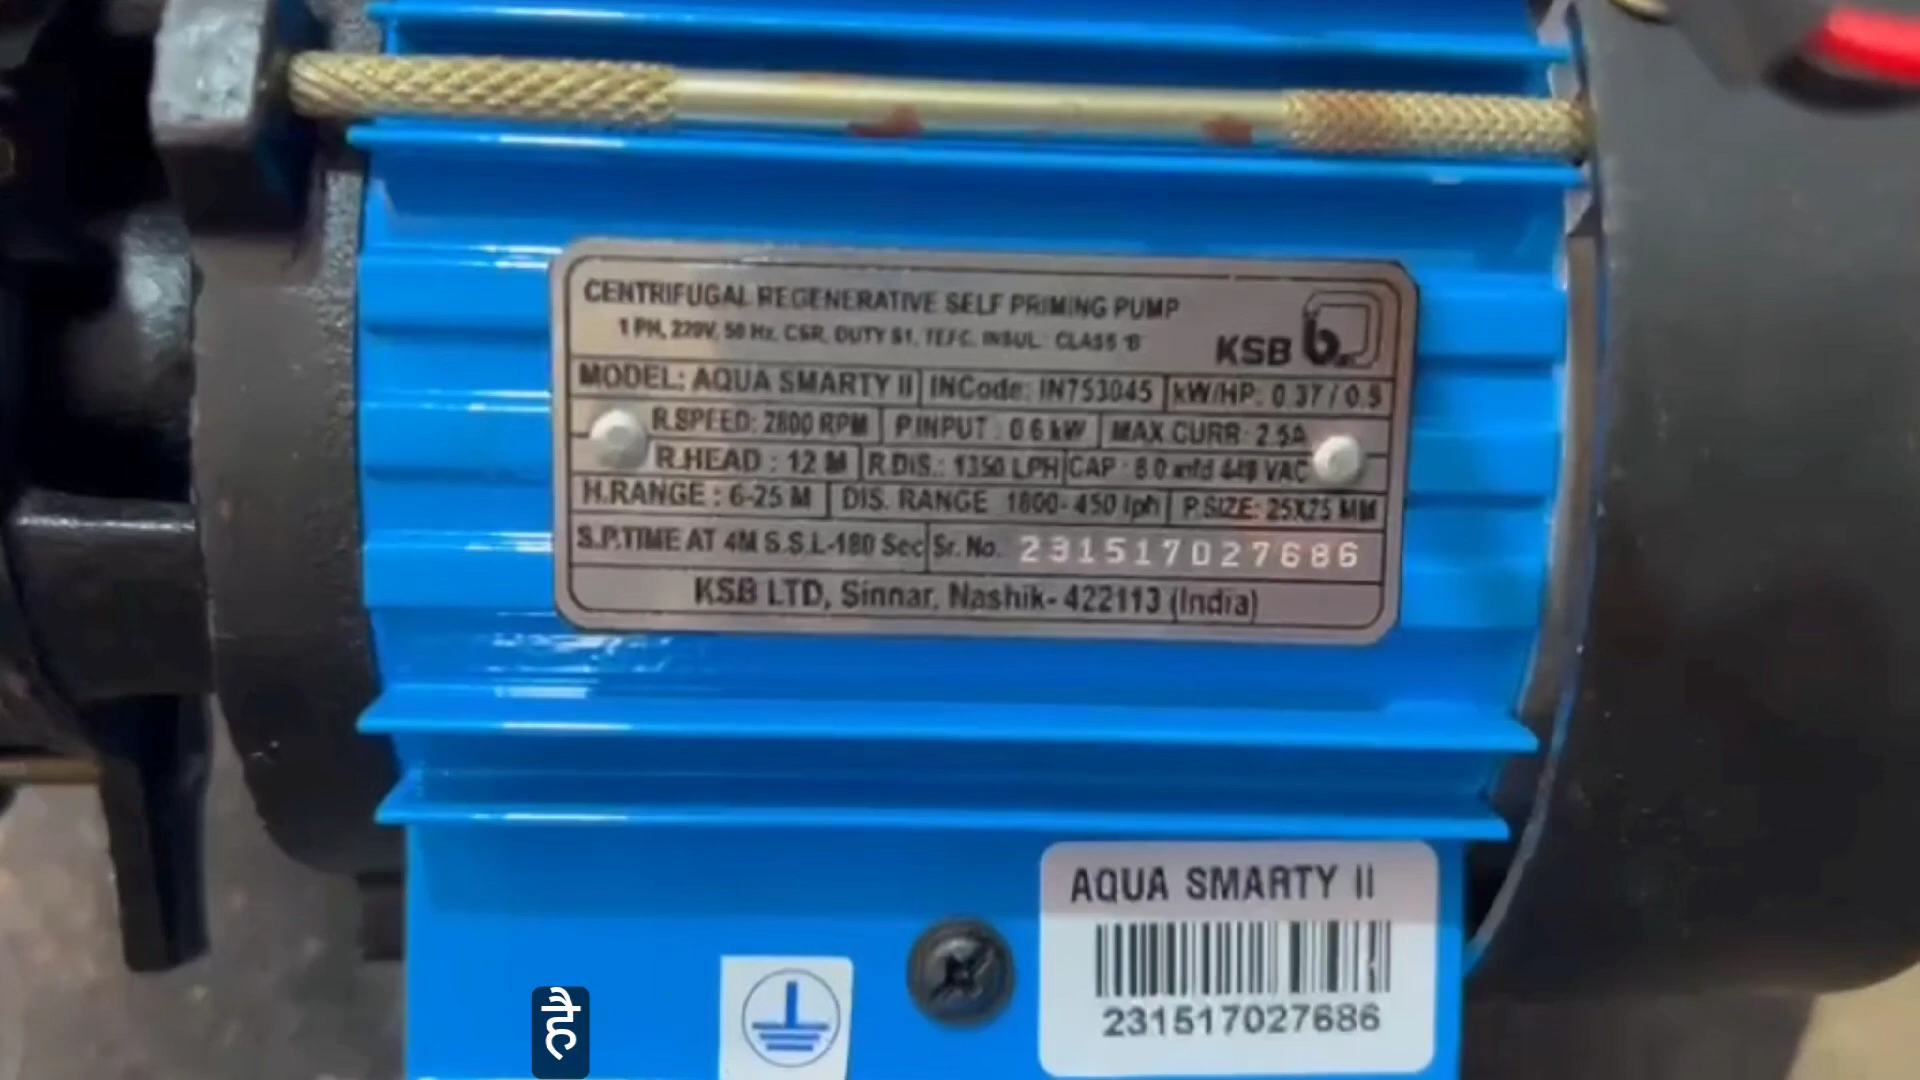 CENTRIFUGAL REGENERATIVE SELF PRIMING PUMP
1 PH, 220V, 50 Hz, CSR, DUTY S1, TEFC, INSUL: CLASS 'B'
KSB b.
MODEL: AQUA SMARTY II INCode: IN753045 kW/HP: 0.37 / 0.5
R.SPEED: 2800 RPM P.INPUT : 0.6 kW MAX CURR: 2.5A
R.HEAD : 12 M R.DIS.: 1350 LPH CAP : 8.0 mfd 440 VAC
H.RANGE : 6-25 M DIS. RANGE 1800- 450 lph P.SIZE: 25X25 MM
S.P.TIME AT 4M S.S.L-180 Sec Sr. No. 231517027686
KSB LTD, Sinnar, Nashik- 422113 (India)
AQUA SMARTY II
231517027686
है